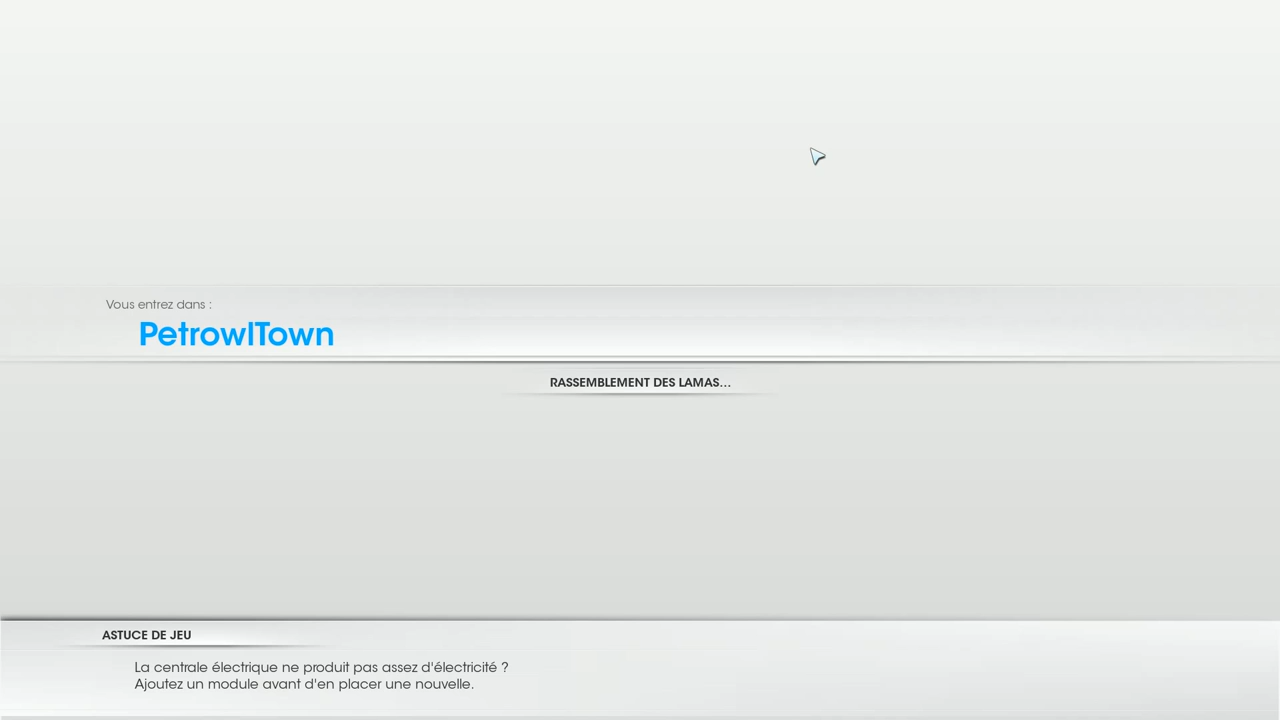 Vous entrez dans :
PetrowlTown
RASSEMBLEMENT DES LAMAS...
ASTUCE DE JEU
La centrale électrique ne produit pas assez d'électricité ?
Ajoutez un module avant d'en placer une nouvelle.